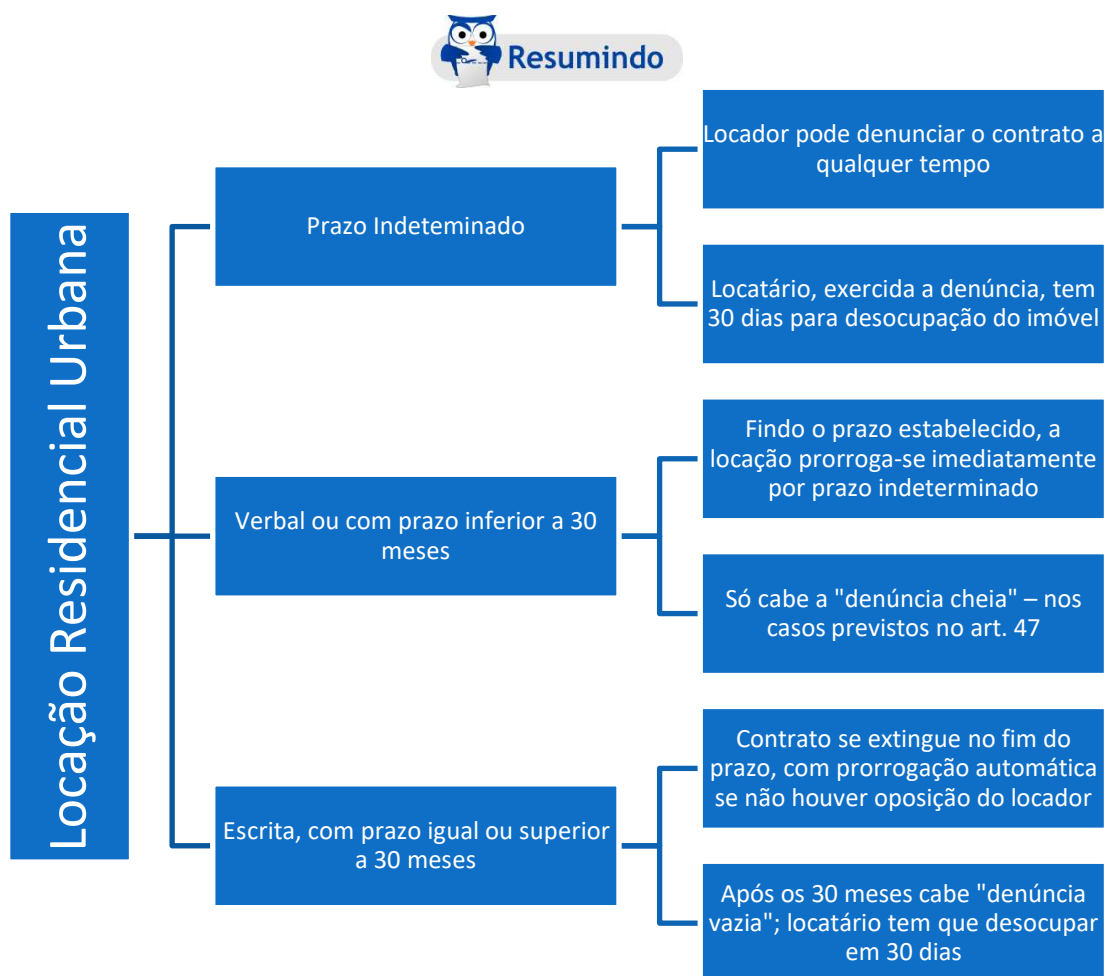 Resumindo
Locação Residencial Urbana
Prazo Indeteminado
Locador pode denunciar o contrato a
qualquer tempo
Locatário, exercida a denúncia, tem
30 dias para desocupação do imóvel
Verbal ou com prazo inferior a 30
meses
Findo o prazo estabelecido, a
locação prorroga-se imediatamente
por prazo indeterminado
Só cabe a "denúncia cheia" – nos
casos previstos no art. 47
Escrita, com prazo igual ou superior
a 30 meses
Contrato se extingue no fim do
prazo, com prorrogação automática
se não houver oposição do locador
Após os 30 meses cabe "denúncia
vazia"; locatário tem que desocupar
em 30 dias